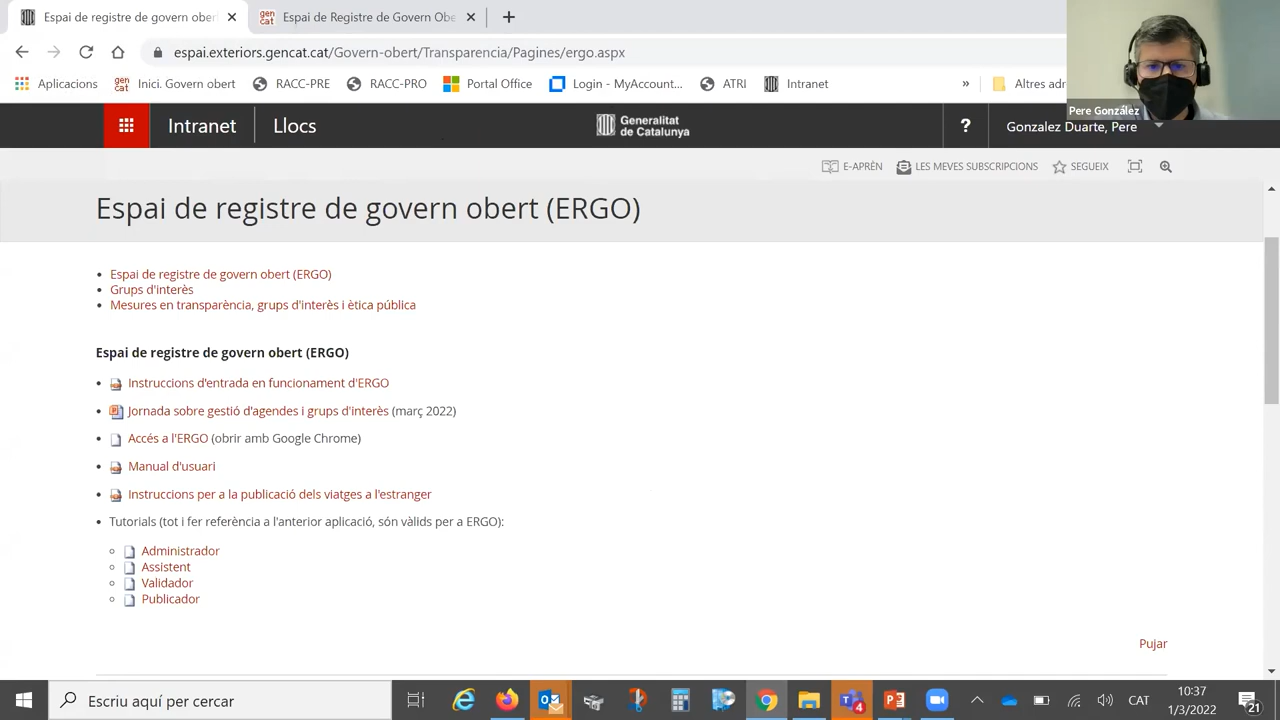 Espai de registre de govern obert
gencat Espai de Registre de Govern Obe
espai.exteriors.gencat.cat/Govern-obert/Transparencia/Pagines/ergo.aspx
Aplicacions
gencat Inici. Govern obert
RACC-PRE
RACC-PRO
Portal Office
Login - MyAccount...
ATRI
Intranet
»
Altres adr
Pere González
Intranet
Llocs
Generalitat
de Catalunya
?
Gonzalez Duarte, Pere
E-APRÈN
LES MEVES SUBSCRIPCIONS
SEGUEIX
Espai de registre de govern obert (ERGO)
• Espai de registre de govern obert (ERGO)
• Grups d'interès
• Mesures en transparència, grups d'interès i ètica pública
Espai de registre de govern obert (ERGO)
• Instruccions d'entrada en funcionament d'ERGO
• Jornada sobre gestió d'agendes i grups d'interès (març 2022)
• Accés a l'ERGO (obrir amb Google Chrome)
• Manual d'usuari
• Instruccions per a la publicació dels viatges a l'estranger
• Tutorials (tot i fer referència a l'anterior aplicació, són vàlids per a ERGO):
Administrador
Assistent
Validador
Publicador
Pujar
Escriu aquí per cercar
4
CAT
10:37
1/3/2022
21